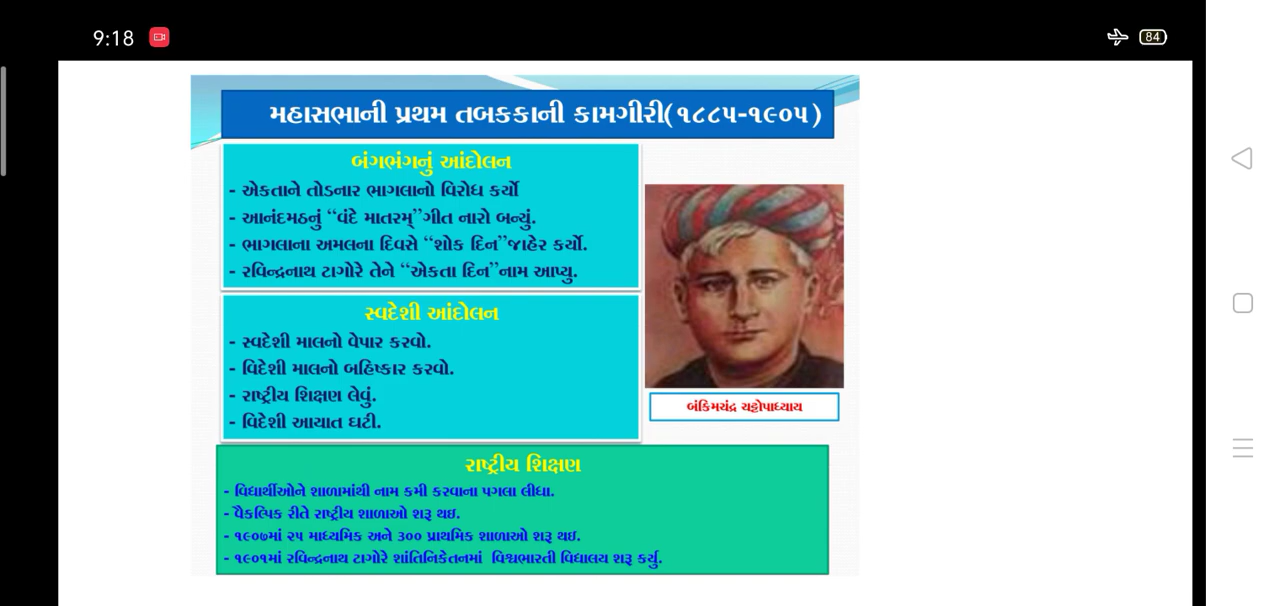 9:18
84
મહાસભાની પ્રથમ તબકકાની કામગીરી(૧૮૮૫-૧૯૦૫)
બંગભંગનું આંદોલન
- એકતાને તોડનાર ભાગલાનો વિરોધ કર્યો
- આનંદમઠનું “વંદે માતરમ્”ગીત નારો બન્યું.
- ભાગલાના અમલના દિવસે “શોક દિન”જાહેર કર્યો.
- રવિન્દ્રનાથ ટાગોરે તેને “એકતા દિન”નામ આપ્યુ.
સ્વદેશી આંદોલન
- સ્વદેશી માલનો વેપાર કરવો.
- વિદેશી માલનો બહિષ્કાર કરવો.
- રાષ્ટ્રીય શિક્ષણ લેવું.
- વિદેશી આયાત ઘટી.
બંકિમચંદ્ર ચટ્ટોપાધ્યાય
રાષ્ટ્રીય શિક્ષણ
- વિદ્યાર્થીઓને શાળામાંથી નામ કમી કરવાના પગલા લીધા.
- વૈકલ્પિક રીતે રાષ્ટ્રીય શાળાઓ શરૂ થઇ.
- ૧૯૦૭માં ૨૫ માધ્યમિક અને ૩૦૦ પ્રાથમિક શાળાઓ શરૂ થઇ.
- ૧૯૦૧માં રવિન્દ્રનાથ ટાગોરે શાંતિનિકેતનમાં વિશ્વભારતી વિદ્યાલય શરૂ કર્યુ.